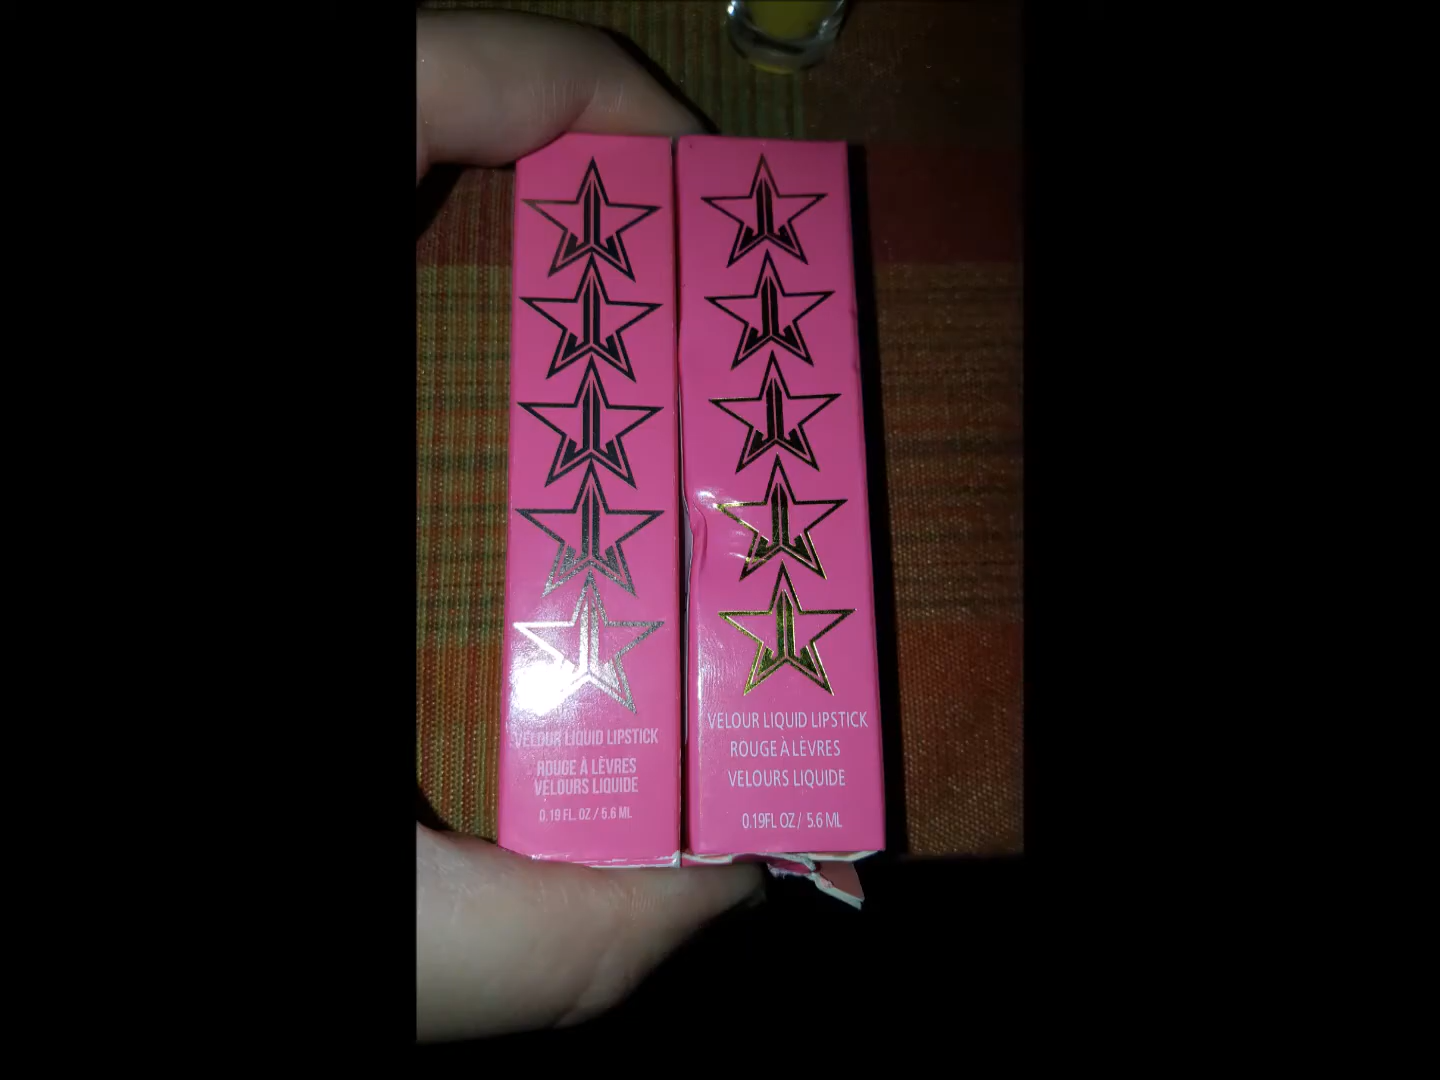 VELOUR LIQUID LIPSTICK
ROUGE À LÈVRES
VELOURS LIQUIDE
0.19 FL. OZ / 5.6 ML
VELOUR LIQUID LIPSTICK
ROUGE À LÈVRES
VELOURS LIQUIDE
0.19FL OZ / 5.6 ML